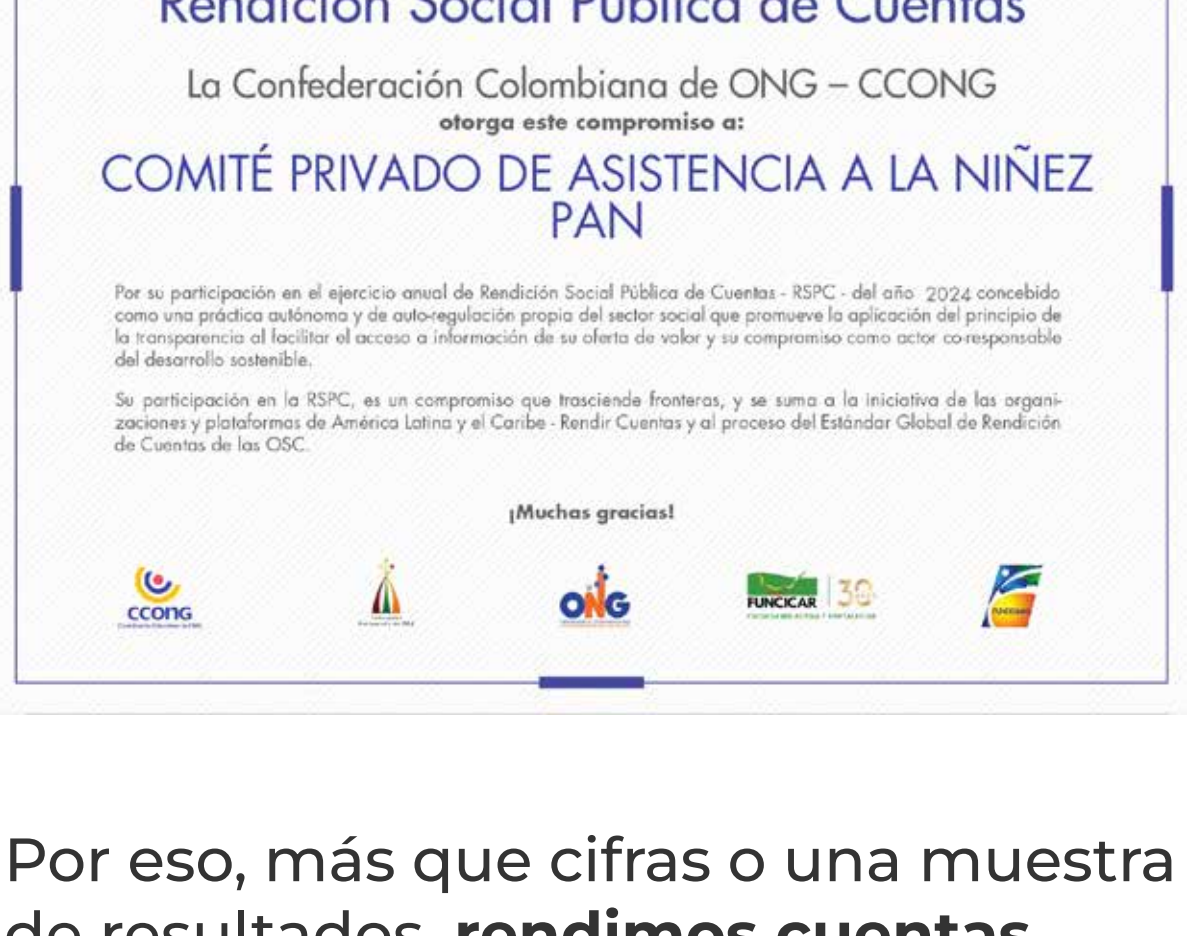 Rendición Social Pública de Cuentas
La Confederación Colombiana de ONG – CCONG
otorga este compromiso a:
COMITÉ PRIVADO DE ASISTENCIA A LA NIÑEZ
PAN
Por su participación en el ejercicio anual de Rendición Social Pública de Cuentas - RSPC - del año 2024 concebido
como una práctica autónoma y de auto-regulación propia del sector social que promueve la aplicación del principio de
la transparencia al facilitar el acceso a información de su oferta de valor y su compromiso como actor co-responsable
del desarrollo sostenible.
Su participación en la RSPC, es un compromiso que trasciende fronteras, y se suma a la iniciativa de las organi-
zaciones y plataformas de América Latina y el Caribe - Rendir Cuentas y al proceso del Estándar Global de Rendición
de Cuentas de las OSC.
¡Muchas gracias!
CCONG
ONG
FUNCICAR 30
Por eso, más que cifras o una muestra
de resultados, rendimos cuentas